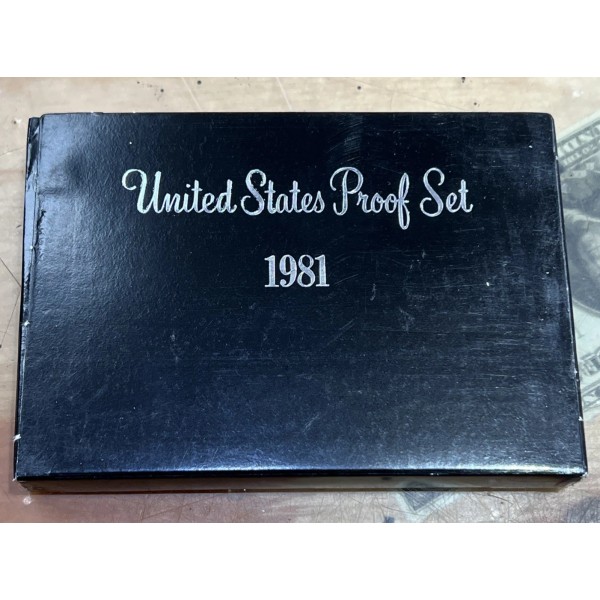 United States Proof Set
1981